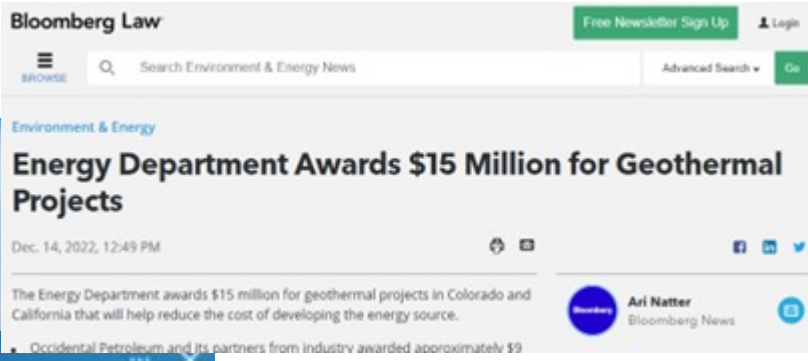 Bloomberg Law
Free Newsletter Sign Up
Login
BROWSE
Search Environment & Energy News
Advanced Search
Go
Environment & Energy
Energy Department Awards $15 Million for Geothermal
Projects
Dec. 14, 2022, 12:49 PM
The Energy Department awards $15 million for geothermal projects in Colorado and
California that will help reduce the cost of developing the energy source.
Ari Natter
Bloomberg News
Bloomberg
• Occidental Petroleum and its partners from industry awarded approximately $9